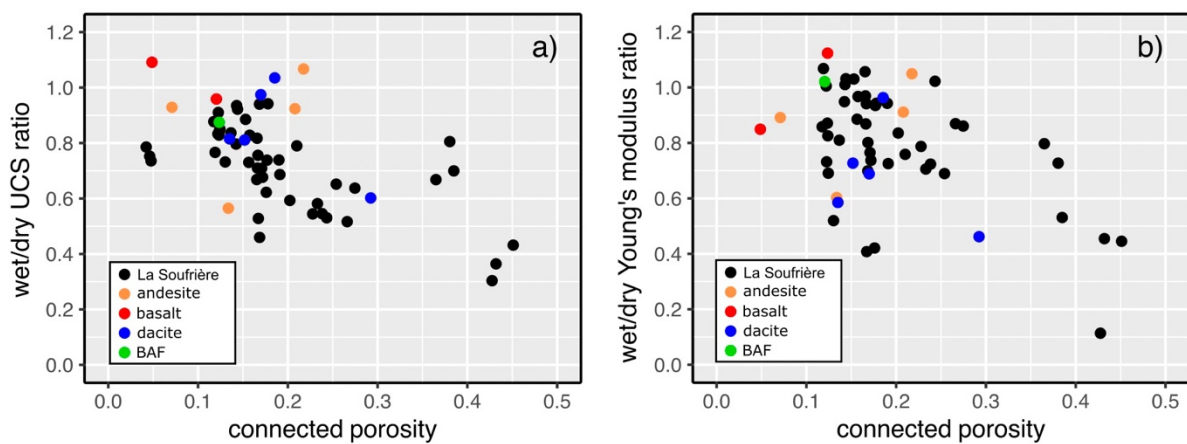 a)
wet/dry UCS ratio
1.2
1.0
0.8
0.6
0.4
0.2
0.0
La Soufrière
andesite
basalt
dacite
BAF
0.0 0.1 0.2 0.3 0.4 0.5
connected porosity
b)
wet/dry Young's modulus ratio
1.2
1.0
0.8
0.6
0.4
0.2
0.0
La Soufrière
andesite
basalt
dacite
BAF
0.0 0.1 0.2 0.3 0.4 0.5
connected porosity